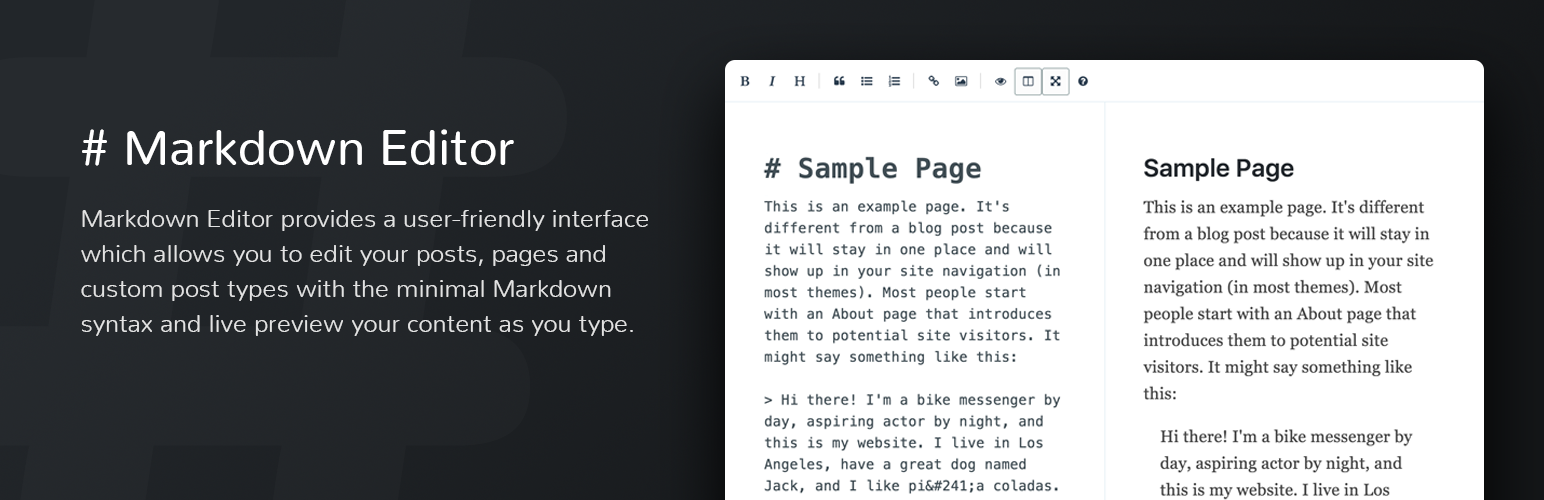 # Markdown Editor
Markdown Editor provides a user-friendly interface
which allows you to edit your posts, pages and
custom post types with the minimal Markdown
syntax and live preview your content as you type.
B I H
# Sample Page
This is an example page. It's
different from a blog post because
it will stay in one place and will
show up in your site navigation (in
most themes). Most people start
with an About page that introduces
them to potential site visitors. It
might say something like this:
> Hi there! I'm a bike messenger by
day, aspiring actor by night, and
this is my website. I live in Los
Angeles, have a great dog named
Jack, and I like pi&#241;a coladas.
Sample Page
This is an example page. It's different
from a blog post because it will stay in
one place and will show up in your site
navigation (in most themes). Most
people start with an About page that
introduces them to potential site
visitors. It might say something like
this:
Hi there! I'm a bike messenger by
day, aspiring actor by night, and
this is my website. I live in Los